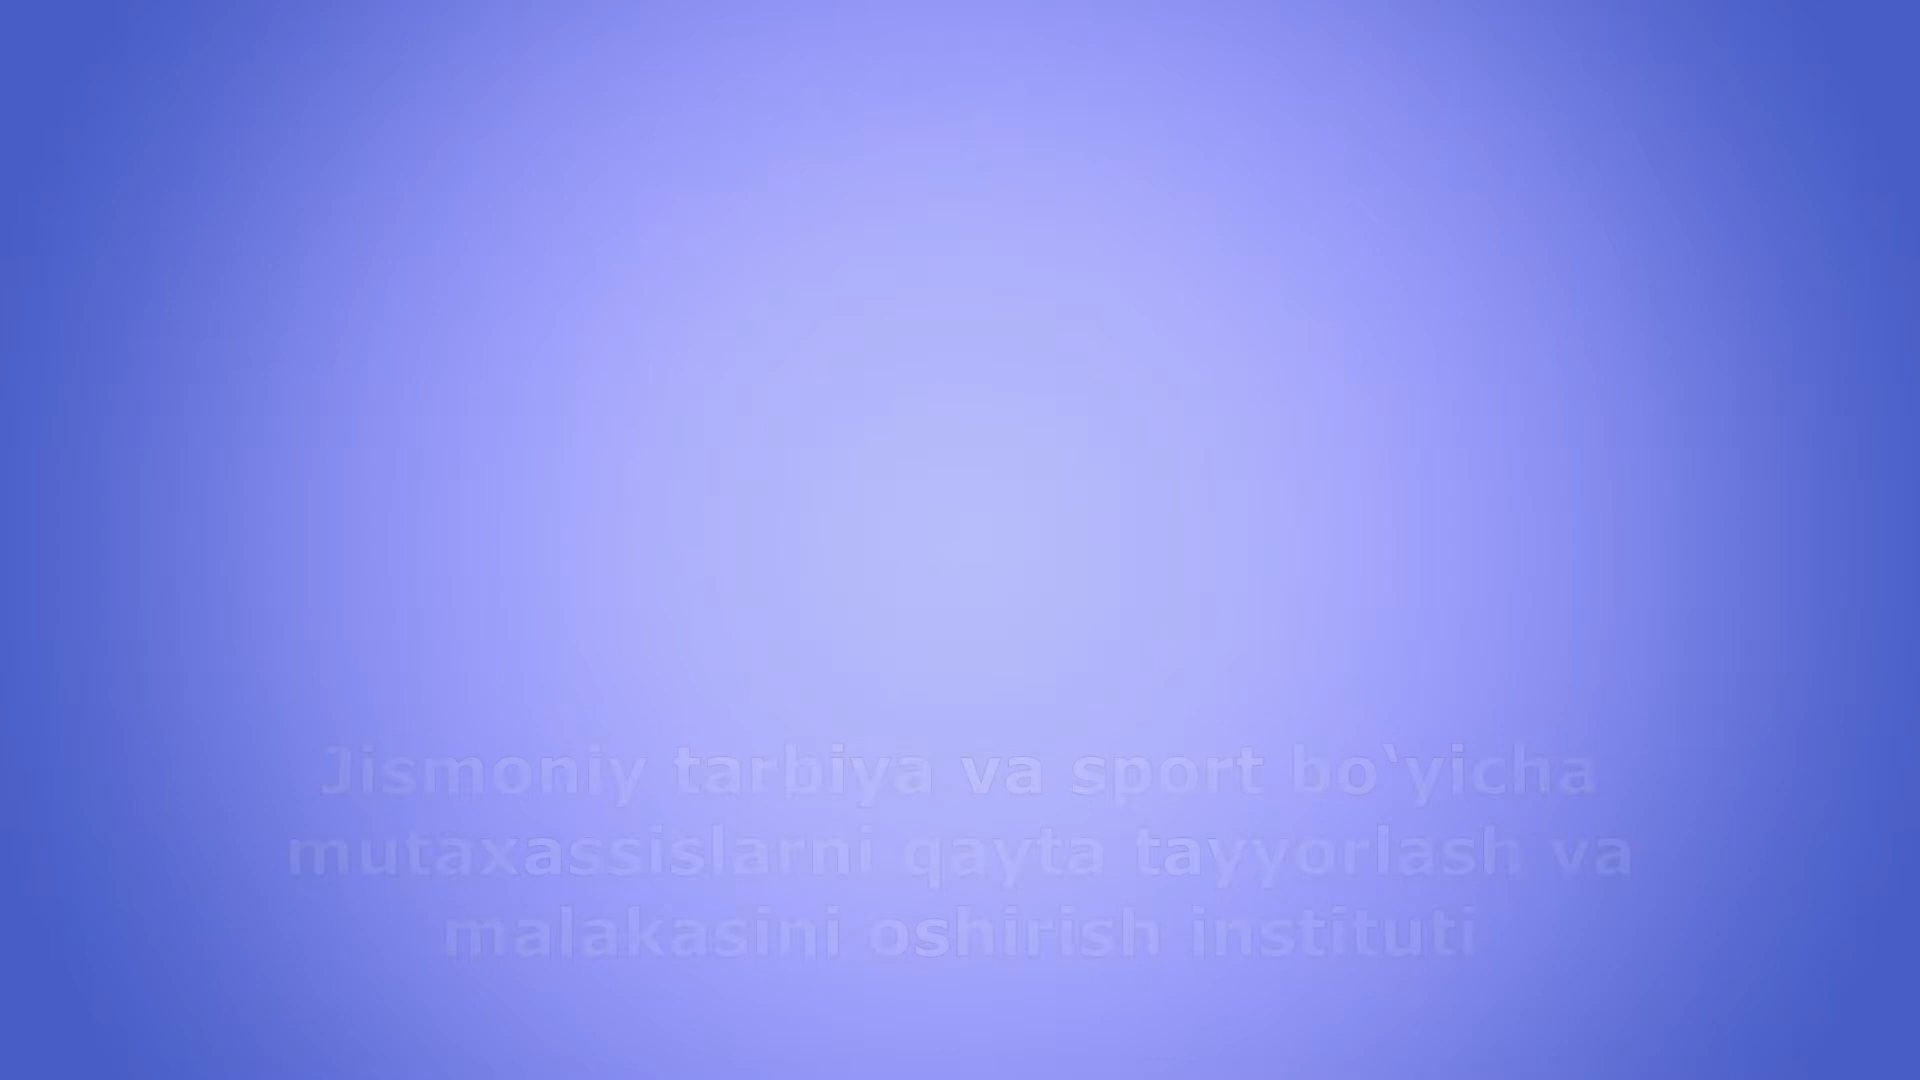 Jismoniy tarbiya va sport bo‘yicha
mutaxassislarni qayta tayyorlash va
malakasini oshirish instituti